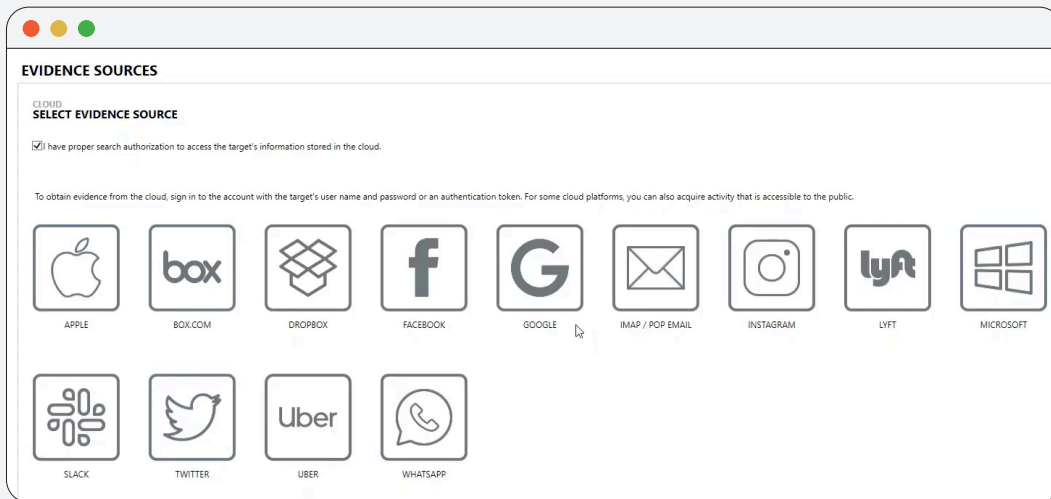 EVIDENCE SOURCES
CLOUD
SELECT EVIDENCE SOURCE
I have proper search authorization to access the target's information stored in the cloud.
To obtain evidence from the cloud, sign in to the account with the target's user name and password or an authentication token. For some cloud platforms, you can also acquire activity that is accessible to the public.
box f G lyft
APPLE BOX.COM DROPBOX FACEBOOK GOOGLE IMAP / POP EMAIL INSTAGRAM LYFT MICROSOFT
Uber
SLACK TWITTER UBER WHATSAPP